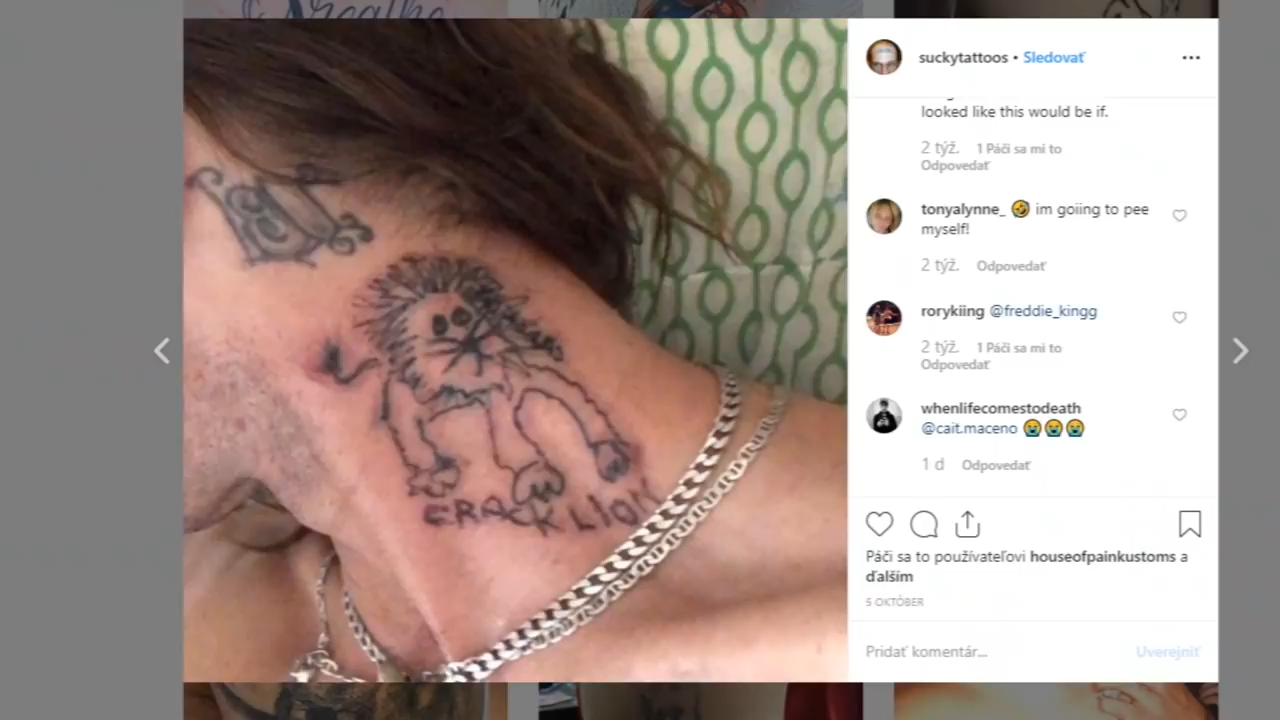 Breathe
suckytattoos • Sledovať
looked like this would be if.
2 týž. 1 Páči sa mi to
Odpovedať
tonyalynne_ 🤣 im goiing to pee
myself!
2 týž. Odpovedať
rorykiing @freddie_kingg
2 týž. 1 Páči sa mi to
Odpovedať
whenlifecomestodeath
@cait.maceno 😭😭😭
1 d Odpovedať
CRACK LION
Páči sa to používateľovi houseofpainkustoms a
ďalším
5 OKTÓBER
Pridať komentár...
Uverejniť